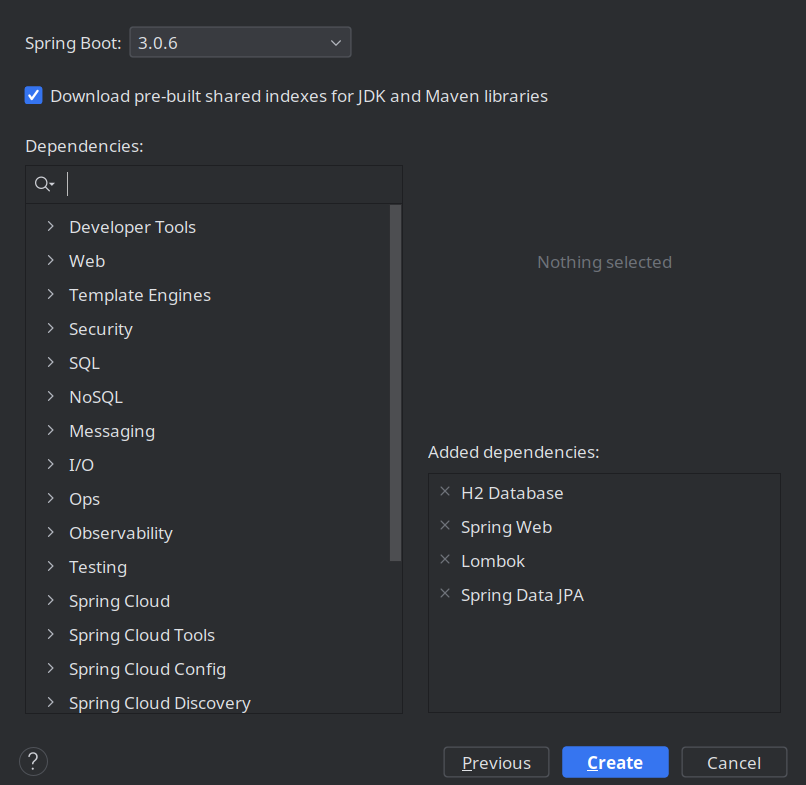 Spring Boot: 3.0.6
Download pre-built shared indexes for JDK and Maven libraries
Dependencies:
Developer Tools
Web
Template Engines
Security
SQL
NoSQL
Messaging
I/O
Ops
Observability
Testing
Spring Cloud
Spring Cloud Tools
Spring Cloud Config
Spring Cloud Discovery
Nothing selected
Added dependencies:
H2 Database
Spring Web
Lombok
Spring Data JPA
? Previous Create Cancel